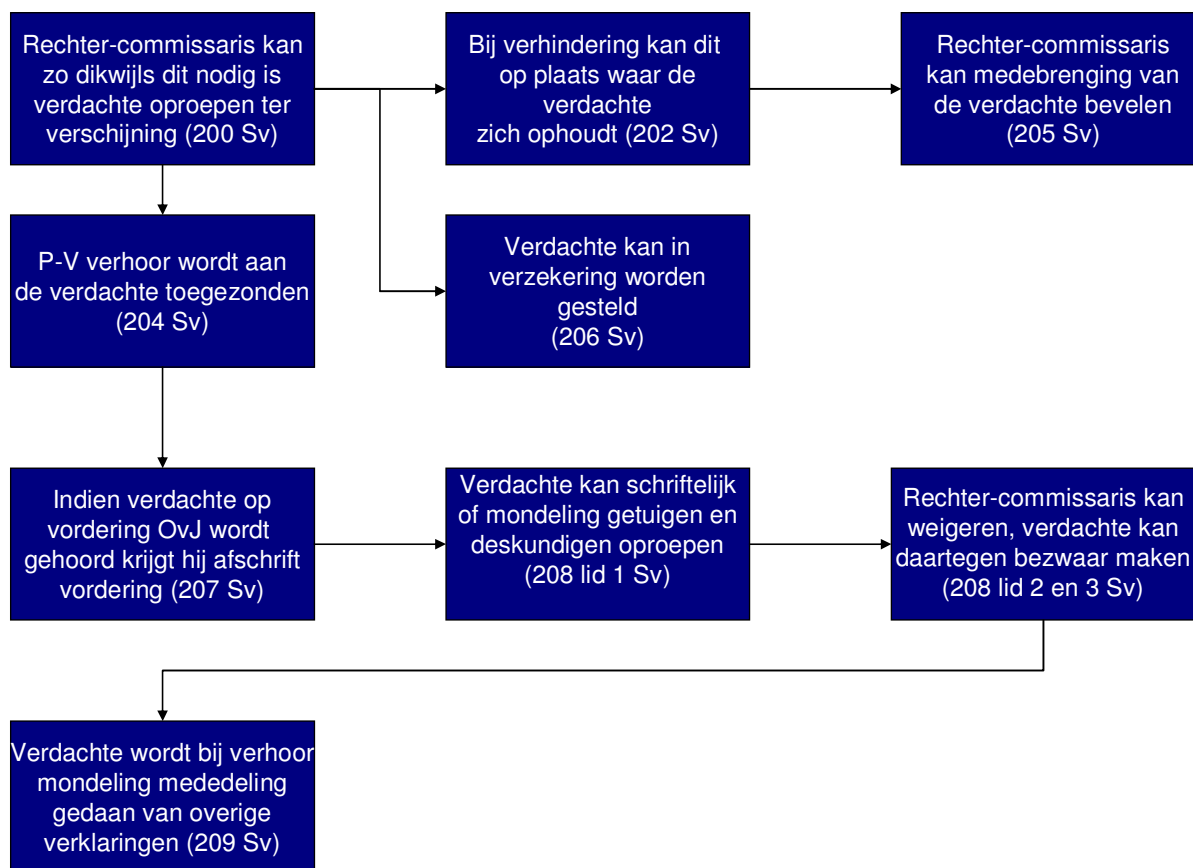 Rechter-commissaris kan
zo dikwijls dit nodig is
verdachte oproepen ter
verschijning (200 Sv)
Bij verhindering kan dit
op plaats waar de
verdachte
zich ophoudt (202 Sv)
Rechter-commissaris
kan medebrenging van
de verdachte bevelen
(205 Sv)
P-V verhoor wordt aan
de verdachte toegezonden
(204 Sv)
Verdachte kan in
verzekering worden
gesteld
(206 Sv)
Indien verdachte op
vordering OvJ wordt
gehoord krijgt hij afschrift
vordering (207 Sv)
Verdachte kan schriftelijk
of mondeling getuigen en
deskundigen oproepen
(208 lid 1 Sv)
Rechter-commissaris kan
weigeren, verdachte kan
daartegen bezwaar maken
(208 lid 2 en 3 Sv)
Verdachte wordt bij verhoor
mondeling mededeling
gedaan van overige
verklaringen (209 Sv)